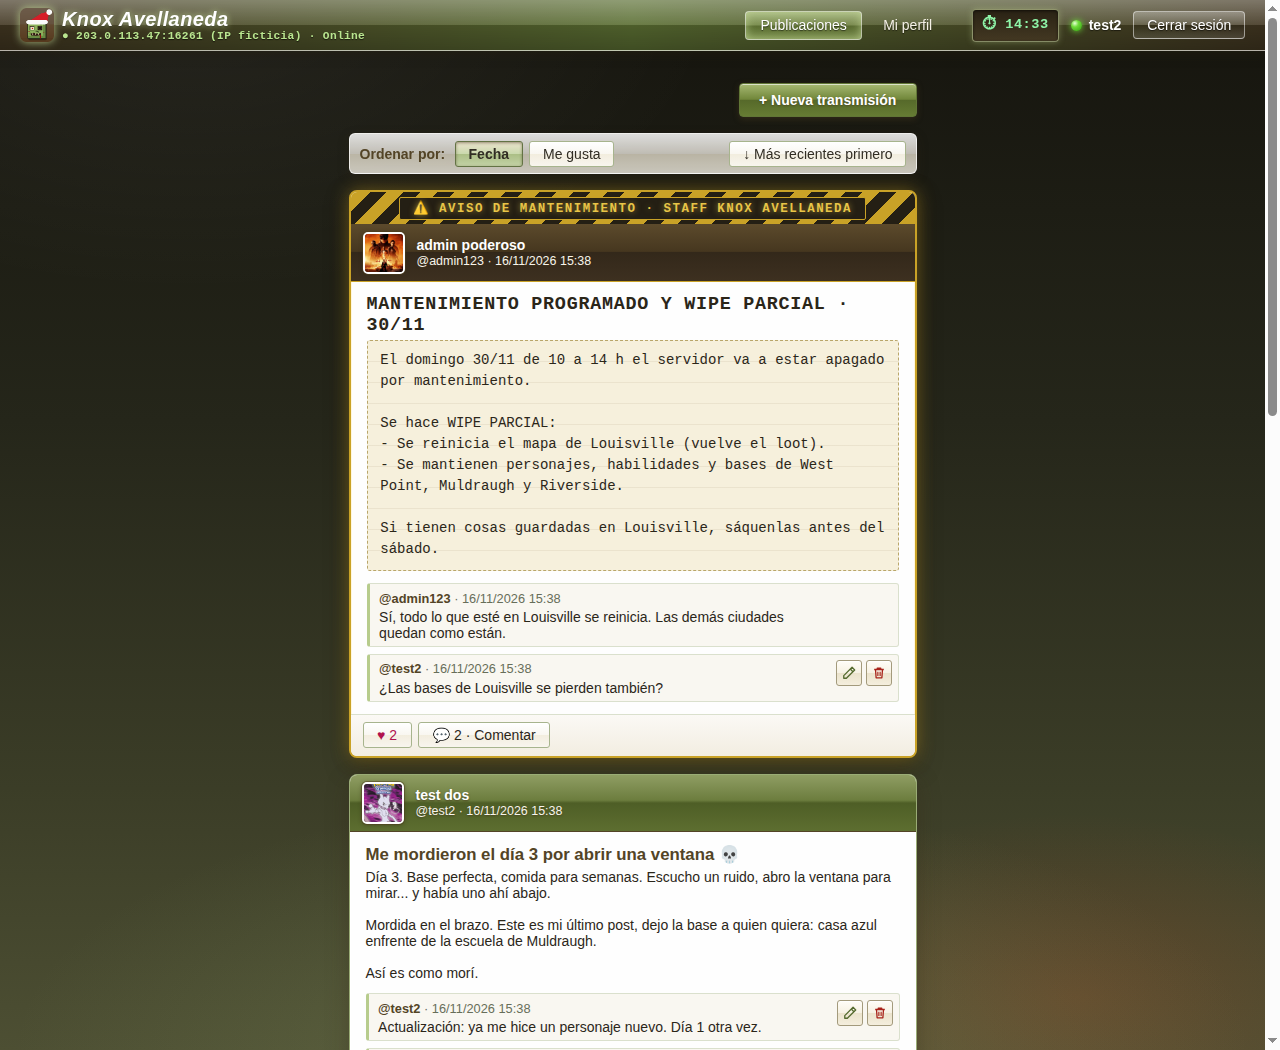 Knox Avellaneda
● 203.0.113.47:16261 (IP ficticia) · Online
Publicaciones
Mi perfil
⏱ 14:33
test2
Cerrar sesión
+ Nueva transmisión
Ordenar por:
Fecha
Me gusta
↓ Más recientes primero
⚠ AVISO DE MANTENIMIENTO · STAFF KNOX AVELLANEDA
admin poderoso
@admin123 · 16/11/2026 15:38
MANTENIMIENTO PROGRAMADO Y WIPE PARCIAL ·
30/11
El domingo 30/11 de 10 a 14 h el servidor va a estar apagado
por mantenimiento.
Se hace WIPE PARCIAL:
- Se reinicia el mapa de Louisville (vuelve el loot).
- Se mantienen personajes, habilidades y bases de West
Point, Muldraugh y Riverside.
Si tienen cosas guardadas en Louisville, sáquenlas antes del
sábado.
@admin123 · 16/11/2026 15:38
Sí, todo lo que esté en Louisville se reinicia. Las demás ciudades
quedan como están.
@test2 · 16/11/2026 15:38
¿Las bases de Louisville se pierden también?
♥ 2
💬 2 · Comentar
test dos
@test2 · 16/11/2026 15:38
Me mordieron el día 3 por abrir una ventana 💀
Día 3. Base perfecta, comida para semanas. Escucho un ruido, abro la ventana para
mirar... y había uno ahí abajo.
Mordida en el brazo. Este es mi último post, dejo la base a quien quiera: casa azul
enfrente de la escuela de Muldraugh.
Así es como morí.
@test2 · 16/11/2026 15:38
Actualización: ya me hice un personaje nuevo. Día 1 otra vez.